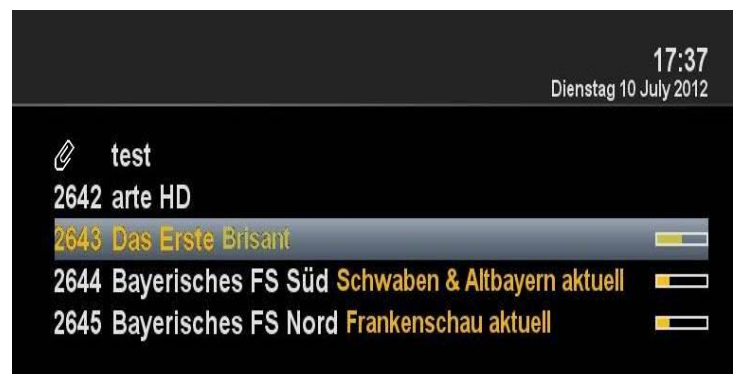 17:37
Dienstag 10 July 2012
test
2642 arte HD
2643 Das Erste Brisant
2644 Bayerisches FS Süd Schwaben & Altbayern aktuell
2645 Bayerisches FS Nord Frankenschau aktuell